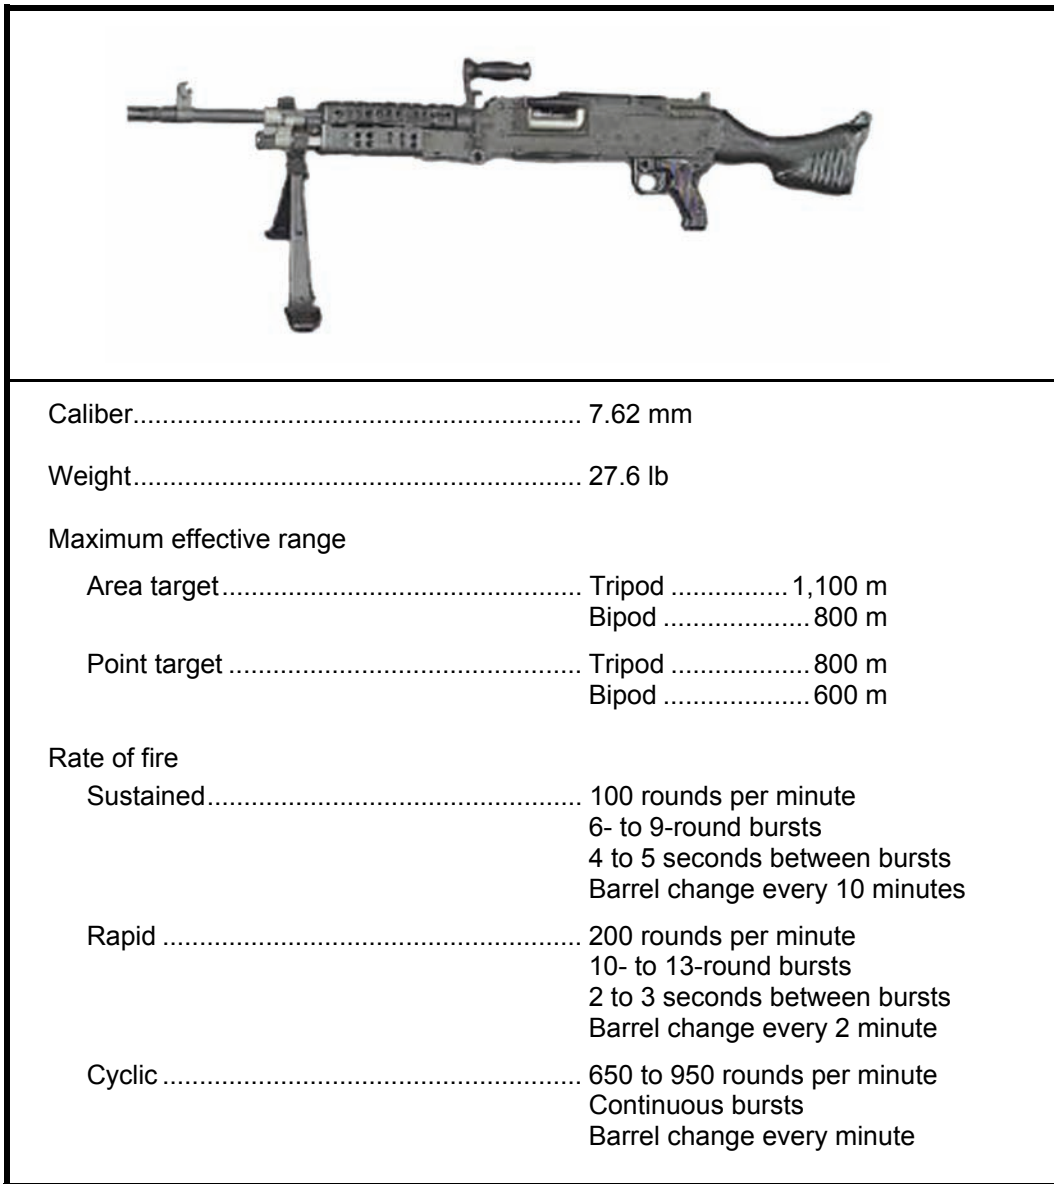 Caliber............................................................. 7.62 mm
Weight............................................................. 27.6 lb
Maximum effective range
Area target................................................. Tripod ................ 1,100 m
Bipod .................... 800 m
Point target ................................................ Tripod ................... 800 m
Bipod .................... 600 m
Rate of fire
Sustained................................................... 100 rounds per minute
6- to 9-round bursts
4 to 5 seconds between bursts
Barrel change every 10 minutes
Rapid ......................................................... 200 rounds per minute
10- to 13-round bursts
2 to 3 seconds between bursts
Barrel change every 2 minute
Cyclic ......................................................... 650 to 950 rounds per minute
Continuous bursts
Barrel change every minute